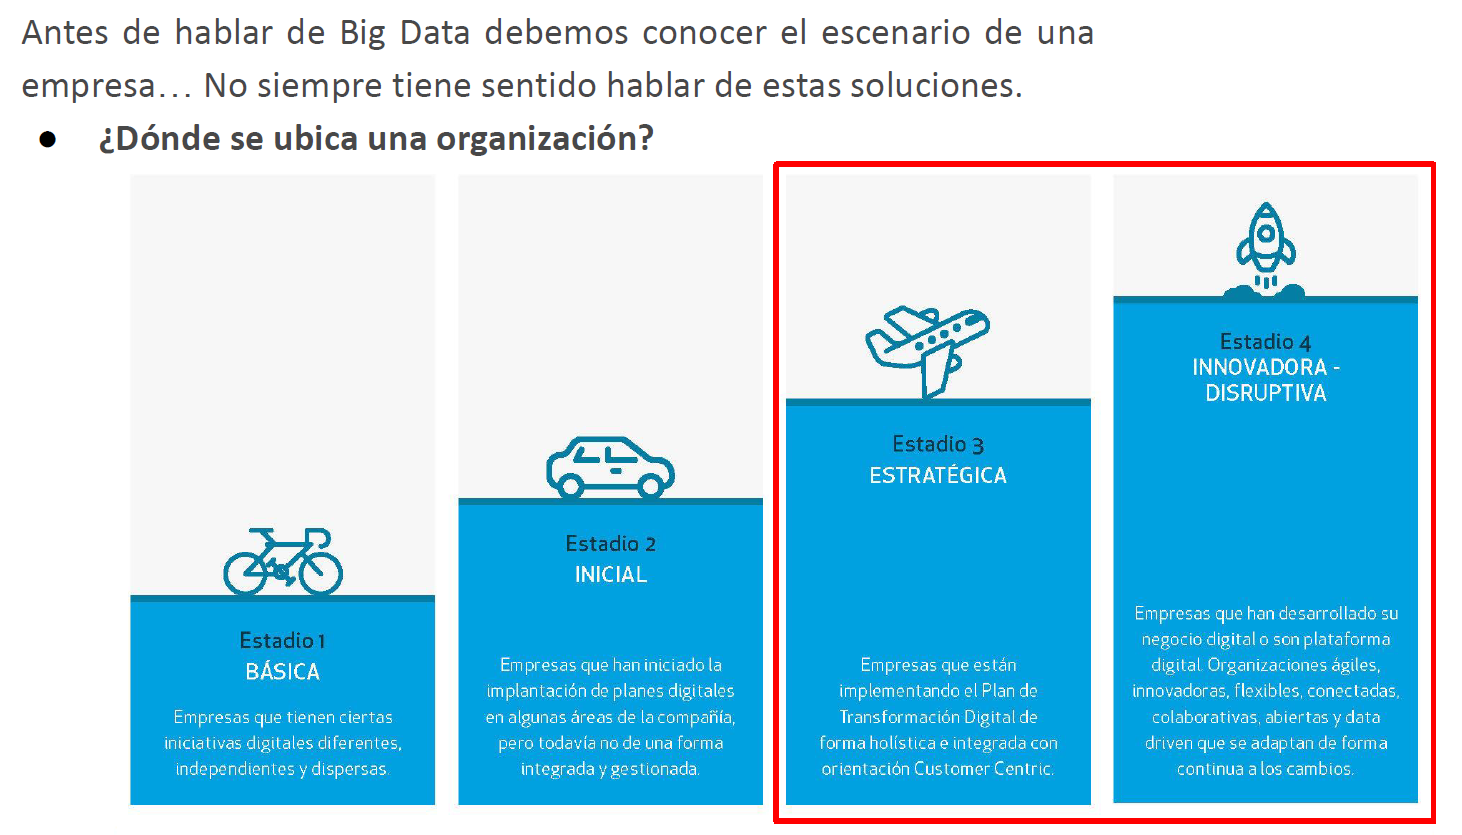 Antes de hablar de Big Data debemos conocer el escenario de una
empresa… No siempre tiene sentido hablar de estas soluciones.
● ¿Dónde se ubica una organización?
Estadio 1
BÁSICA
Empresas que tienen ciertas
iniciativas digitales diferentes,
independientes y dispersas.
Estadio 2
INICIAL
Empresas que han iniciado la
implantación de planes digitales
en algunas áreas de la compañía,
pero todavía no de una forma
integrada y gestionada.
Estadio 3
ESTRATÉGICA
Empresas que están
implementando el Plan de
Transformación Digital de
forma holística e integrada con
orientación Customer Centric.
Estadio 4
INNOVADORA -
DISRUPTIVA
Empresas que han desarrollado su
negocio digital o son plataforma
digital. Organizaciones ágiles,
innovadoras, flexibles, conectadas,
colaborativas, abiertas y data
driven que se adaptan de forma
continua a los cambios.